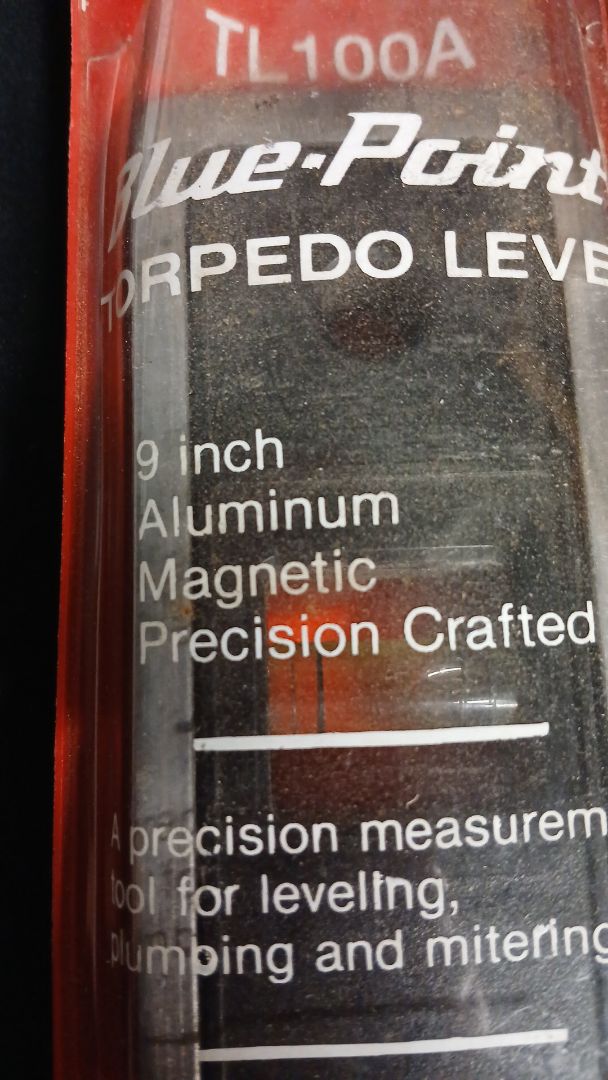 TL100A
Blue-Point
TORPEDO LEVE
9 inch
Aluminum
Magnetic
Precision Crafted
A precision measurem
tool for leveling,
plumbing and mitering